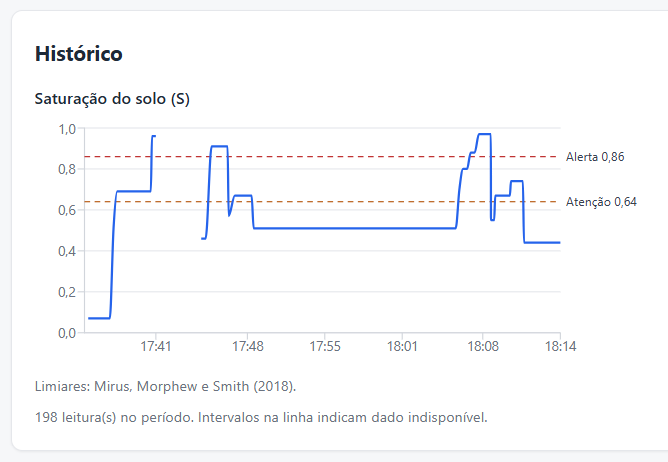 Histórico
Saturação do solo (S)
1,0
0,8
0,6
0,4
0,2
0,0
Alerta 0,86
Atenção 0,64
17:41 17:48 17:55 18:01 18:08 18:14
Limiares: Mirus, Morphew e Smith (2018).
198 leitura(s) no período. Intervalos na linha indicam dado indisponível.